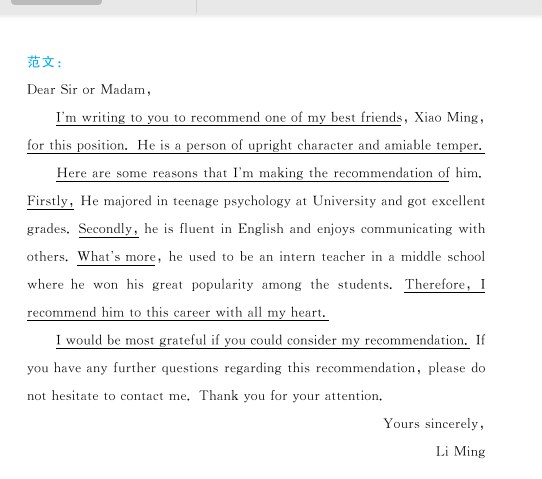 范文：
Dear Sir or Madam,
I'm writing to you to recommend one of my best friends, Xiao Ming,
for this position. He is a person of upright character and amiable temper.
Here are some reasons that I'm making the recommendation of him.
Firstly, He majored in teenage psychology at University and got excellent
grades. Secondly, he is fluent in English and enjoys communicating with
others. What's more, he used to be an intern teacher in a middle school
where he won his great popularity among the students. Therefore, I
recommend him to this career with all my heart.
I would be most grateful if you could consider my recommendation. If
you have any further questions regarding this recommendation, please do
not hesitate to contact me. Thank you for your attention.
Yours sincerely,
Li Ming